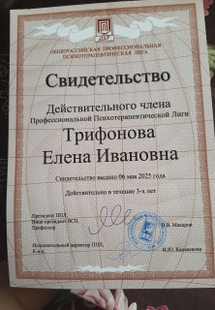 ОБЩЕРОССИЙСКАЯ ПРОФЕССИОНАЛЬНАЯ
ПСИХОТЕРАПЕВТИЧЕСКАЯ ЛИГА
Свидетельство
Действительного члена
Профессиональной Психотерапевтической Лиги
Трифонова
Елена Ивановна
Свидетельство выдано 06 мая 2025 года
Действительно в течение 3-х лет
Президент ППЛ,
Вице-президент ВСП,
Профессор
В.В. Макаров
Исполнительный директор ППЛ,
К.м.н.
И.Ю. Калмыкова